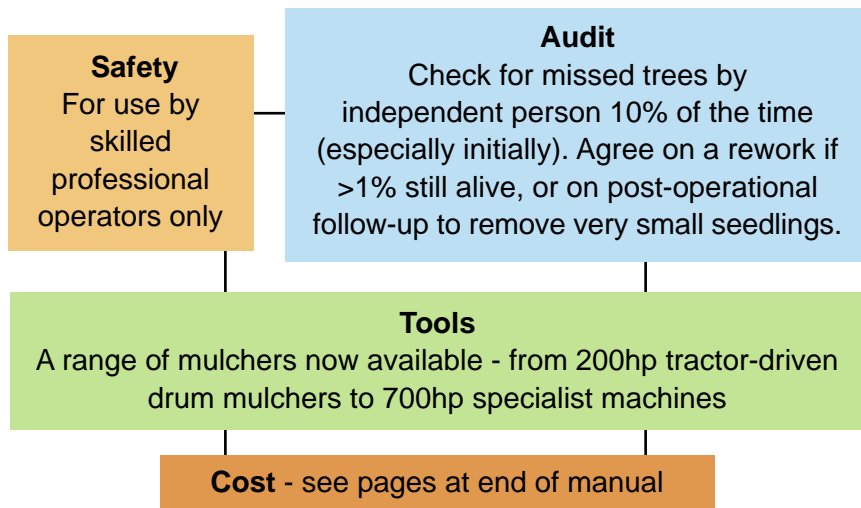 Safety
For use by
skilled
professional
operators only
Audit
Check for missed trees by
independent person 10% of the time
(especially initially). Agree on a rework if
>1% still alive, or on post-operational
follow-up to remove very small seedlings.
Tools
A range of mulchers now available - from 200hp tractor-driven
drum mulchers to 700hp specialist machines
Cost - see pages at end of manual